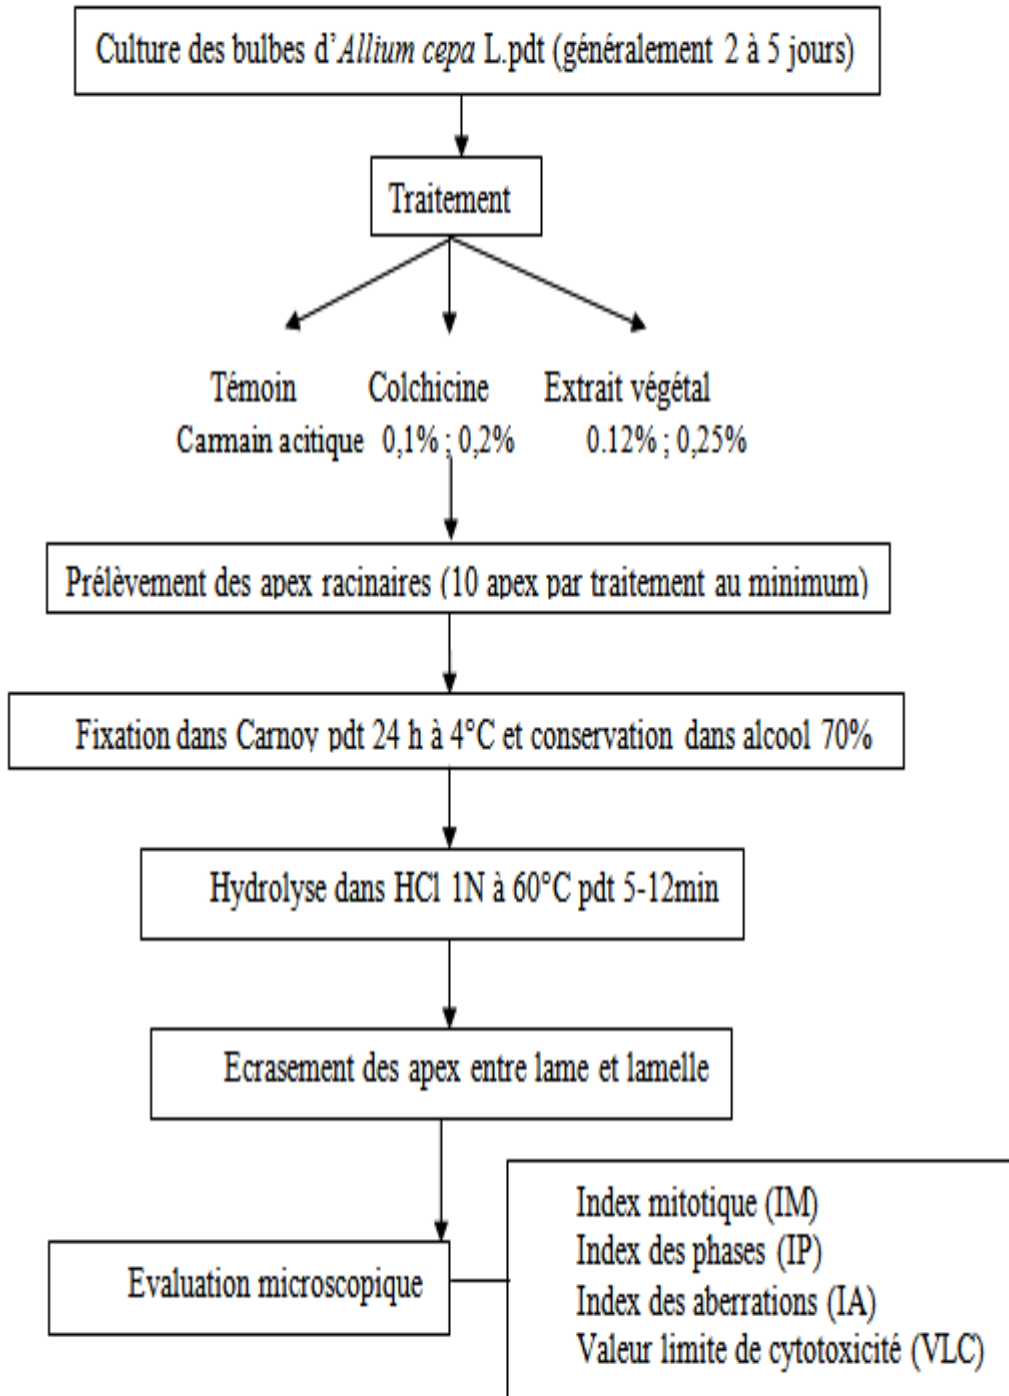 Culture des bulbes d'Allium cepa L.pdt (généralement 2 à 5 jours)
Traitement
Témoin Colchicine Extrait végétal
Carmain acitique 0,1% ; 0,2% 0.12% ; 0,25%
Prélèvement des apex racinaires (10 apex par traitement au minimum)
Fixation dans Carnoy pdt 24 h à 4°C et conservation dans alcool 70%
Hydrolyse dans HCl 1N à 60°C pdt 5-12min
Ecrasement des apex entre lame et lamelle
Evaluation microscopique
Index mitotique (IM)
Index des phases (IP)
Index des aberrations (IA)
Valeur limite de cytotoxicité (VLC)